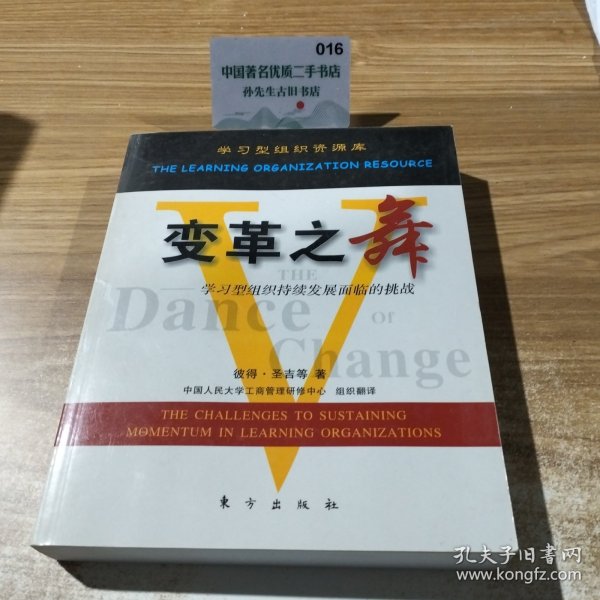 016
中国著名优质二手书店
孙先生古旧书店
学习型组织资源库
THE LEARNING ORGANIZATION RESOURCE
变革之舞
THE
学习型组织持续发展面临的挑战
Dance OF
Change
彼得·圣吉等 著
中国人民大学工商管理研修中心 组织翻译
THE CHALLENGES TO SUSTAINING
MOMENTUM IN LEARNING ORGANIZATIONS
東方出版社
孔夫子旧书网
www.kongfz.com